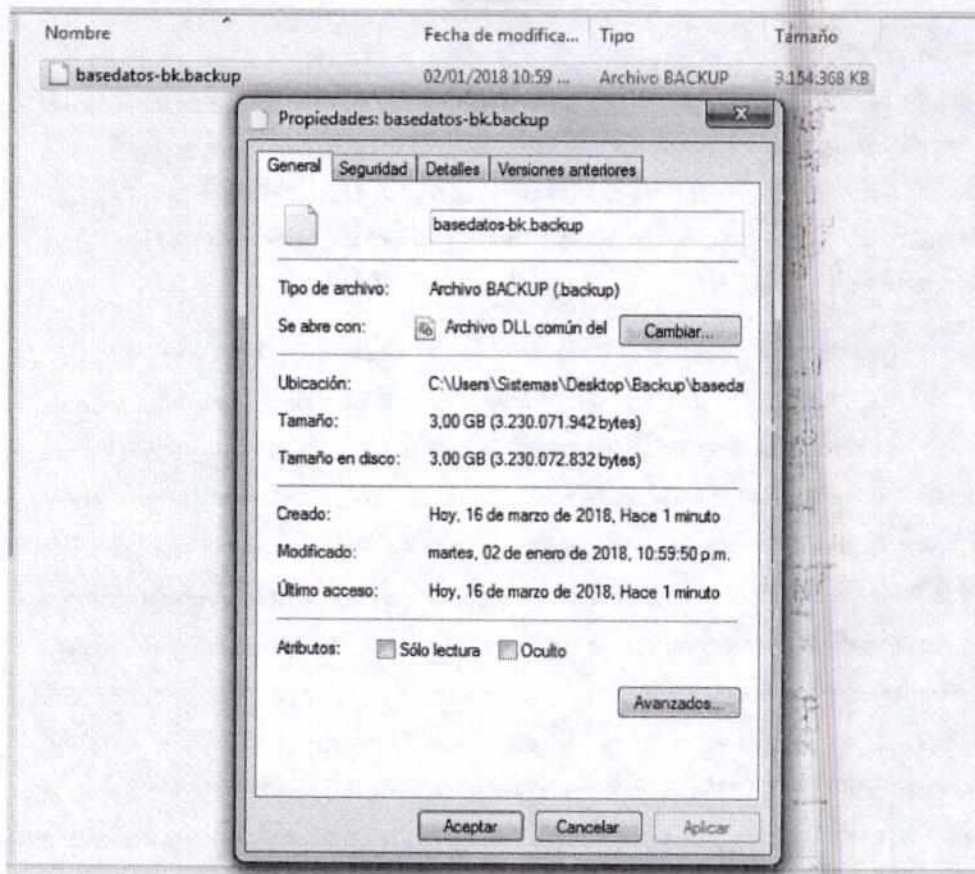 Nombre Fecha de modifica... Tipo Tamaño
basedatos-bk.backup 02/01/2018 10:59 ... Archivo BACKUP 3.154.368 KB
Propiedades: basedatos-bk.backup
General Seguridad Detalles Versiones anteriores
basedatos-bk.backup
Tipo de archivo: Archivo BACKUP (.backup)
Se abre con: Archivo DLL común del Cambiar...
Ubicación: C:\Users\Sistemas\Desktop\Backup\baseda
Tamaño: 3,00 GB (3.230.071.942 bytes)
Tamaño en disco: 3,00 GB (3.230.072.832 bytes)
Creado: Hoy, 16 de marzo de 2018, Hace 1 minuto
Modificado: martes, 02 de enero de 2018, 10:59:50 p.m.
Último acceso: Hoy, 16 de marzo de 2018, Hace 1 minuto
Atributos: Sólo lectura Oculto
Avanzados...
Aceptar Cancelar Aplicar